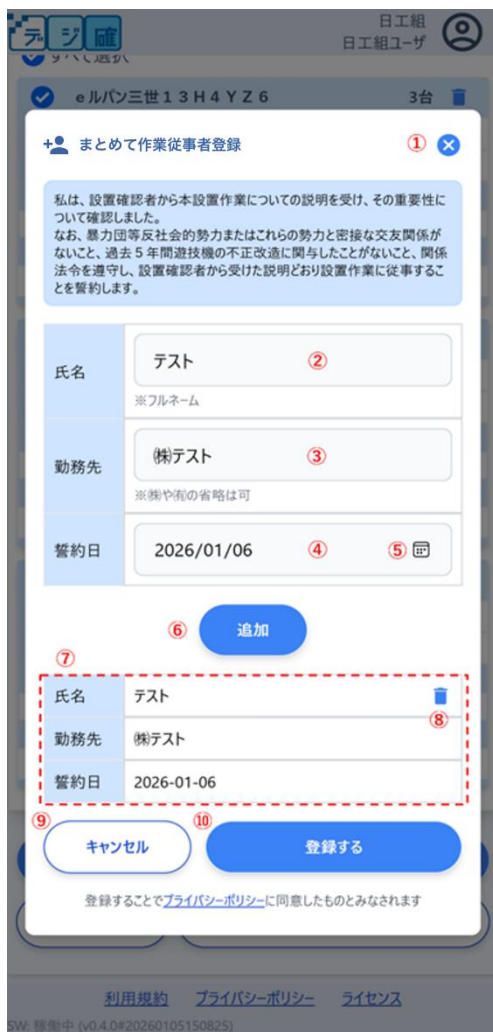 デジ確
日工組
日工組ユーザ
すべて選択
eルパン三世13H4YZ6 3台
まとめて作業従事者登録 ①
私は、設置確認者から本設置作業についての説明を受け、その重要性に
ついて確認しました。
なお、暴力団等反社会的勢力またはこれらの勢力と密接な交友関係が
ないこと、過去5年間遊技機の不正改造に関与したことがないこと、関係
法令を遵守し、設置確認者から受けた説明どおり設置作業に従事するこ
とを誓約します。
氏名 テスト ②
※フルネーム
勤務先 ㈱テスト ③
※㈱や㈲の省略は可
誓約日 2026/01/06 ④ ⑤
⑥ 追加
⑦
氏名 テスト
⑧
勤務先 ㈱テスト
誓約日 2026-01-06
⑨ ⑩
キャンセル 登録する
登録することでプライバシーポリシーに同意したものとみなされます
利用規約 プライバシーポリシー ライセンス
SW: 稼働中 (v0.4.0#20260105150825)